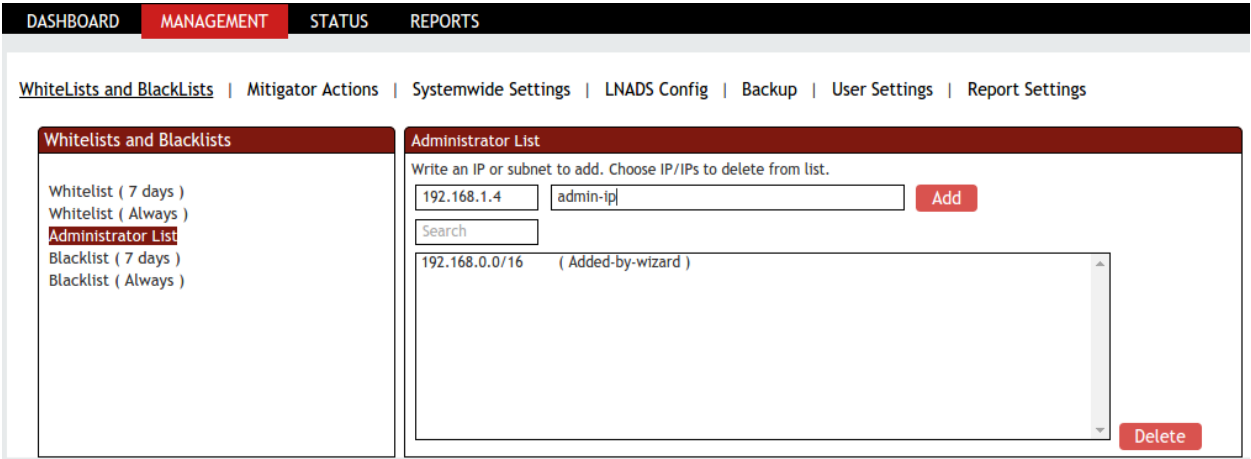 DASHBOARD MANAGEMENT STATUS REPORTS
WhiteLists and BlackLists | Mitigator Actions | Systemwide Settings | LNADS Config | Backup | User Settings | Report Settings
Whitelists and Blacklists
Whitelist ( 7 days )
Whitelist ( Always )
Administrator List
Blacklist ( 7 days )
Blacklist ( Always )
Administrator List
Write an IP or subnet to add. Choose IP/IPs to delete from list.
192.168.1.4 admin-ip Add
Search
192.168.0.0/16 ( Added-by-wizard )
Delete